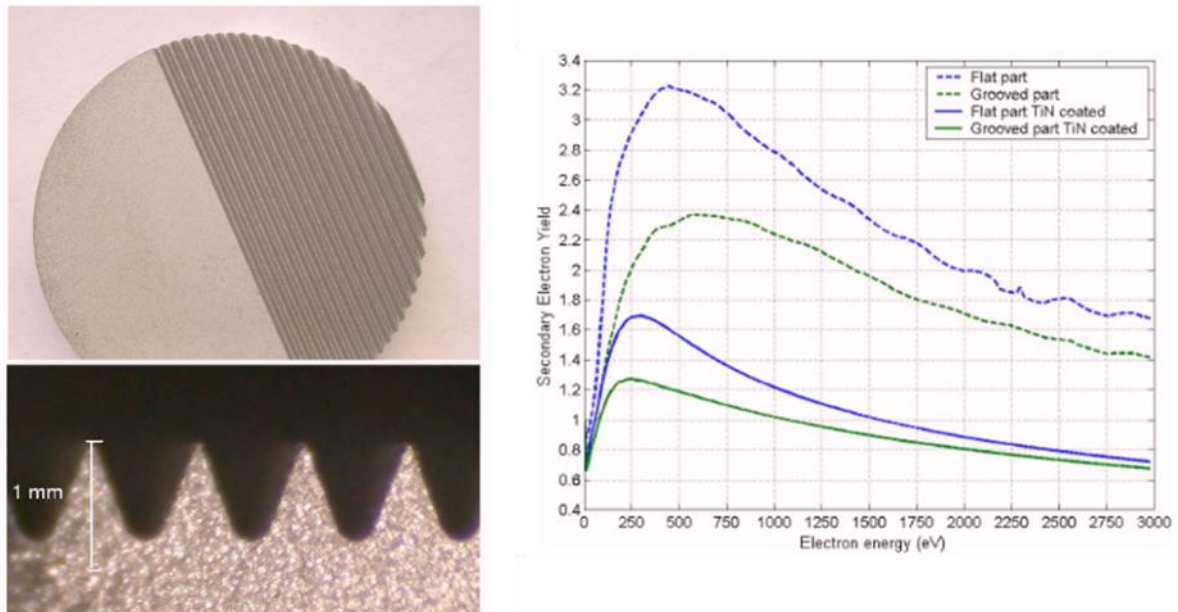 1 mm
3.4
3.2
3
2.8
2.6
2.4
2.2
2
1.8
1.6
1.4
1.2
1
0.8
0.6
0.4
Secondary Electron Yield
Flat part
Grooved part
Flat part TiN coated
Grooved part TiN coated
0 250 500 750 1000 1250 1500 1750 2000 2250 2500 2750 3000
Electron energy (eV)